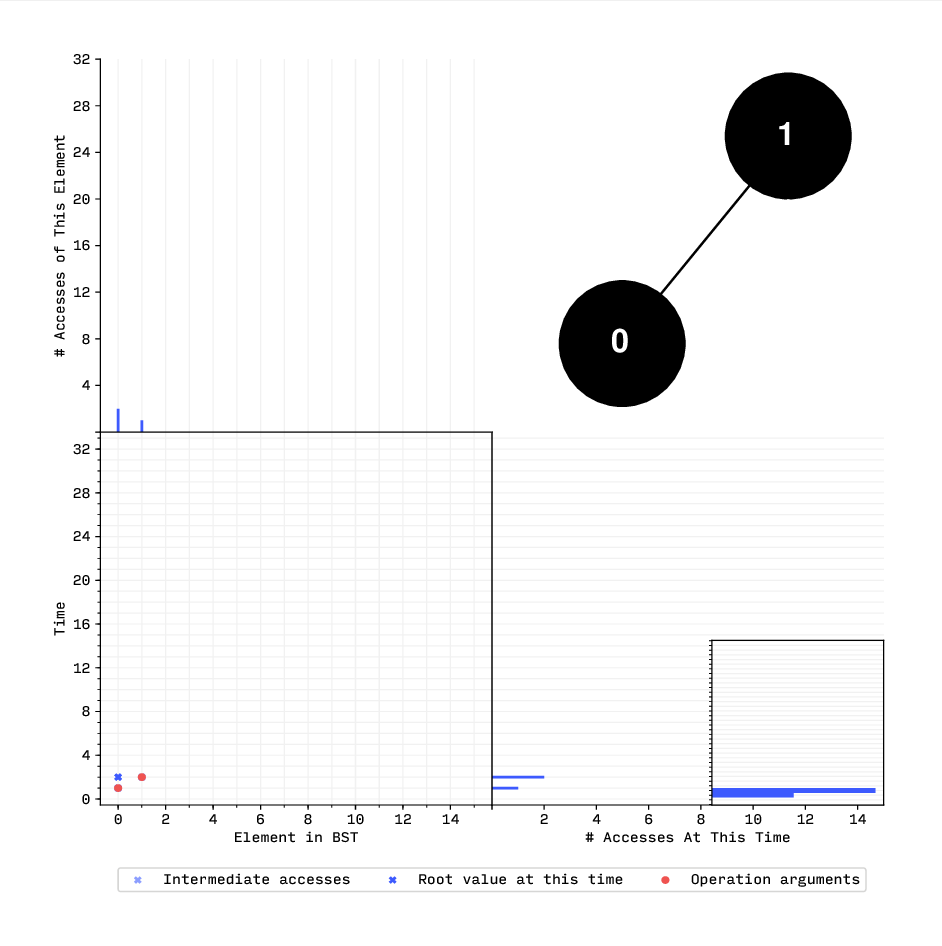 32
28
24
20
16
12
8
4
# Accesses of This Element
1
0
32
28
24
20
16
12
8
4
0
Time
0 2 4 6 8 10 12 14
Element in BST
2 4 6 8 10 12 14
# Accesses At This Time
Intermediate accesses Root value at this time Operation arguments